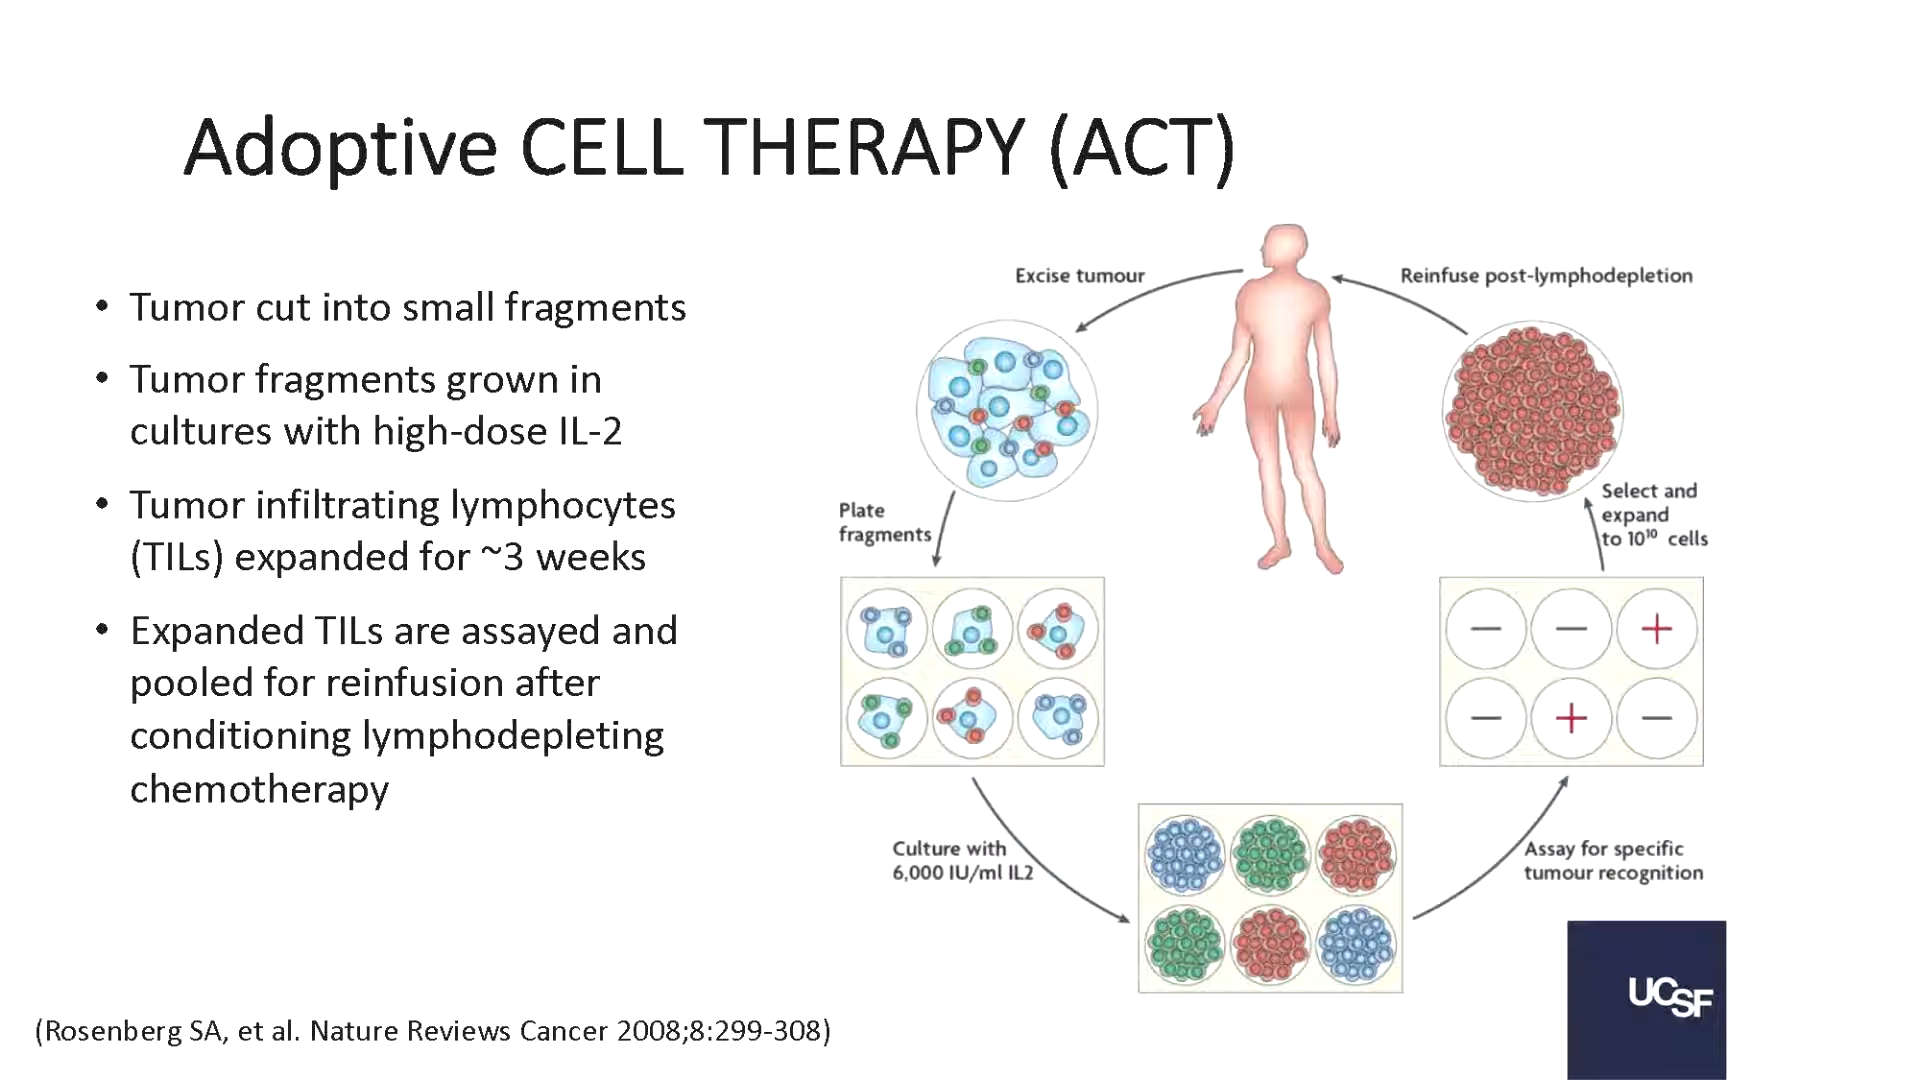 Adoptive CELL THERAPY (ACT)
• Tumor cut into small fragments
• Tumor fragments grown in
cultures with high-dose IL-2
• Tumor infiltrating lymphocytes
(TILs) expanded for ~3 weeks
• Expanded TILs are assayed and
pooled for reinfusion after
conditioning lymphodepleting
chemotherapy
Excise tumour
Reinfuse post-lymphodepletion
Plate
fragments
Select and
expand
to 10¹⁰ cells
− − +
− + −
Culture with
6,000 IU/ml IL2
Assay for specific
tumour recognition
UCSF
(Rosenberg SA, et al. Nature Reviews Cancer 2008;8:299-308)